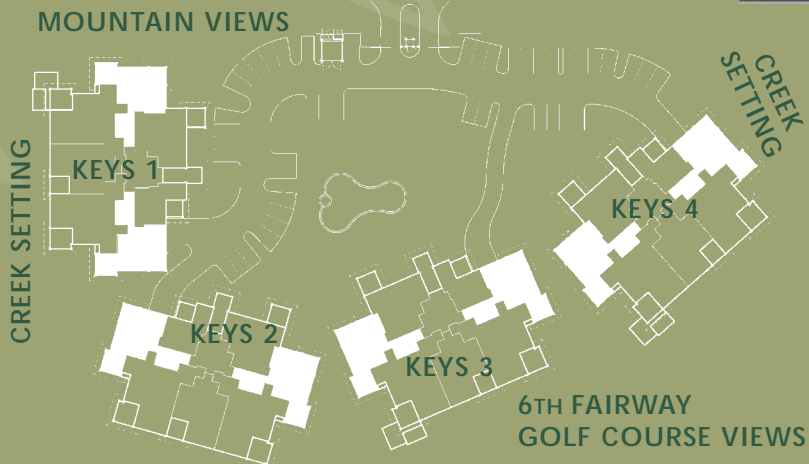 MOUNTAIN VIEWS
CREEK
SETTING
CREEK SETTING
KEYS 1
KEYS 4
KEYS 2
KEYS 3
6TH FAIRWAY
GOLF COURSE VIEWS